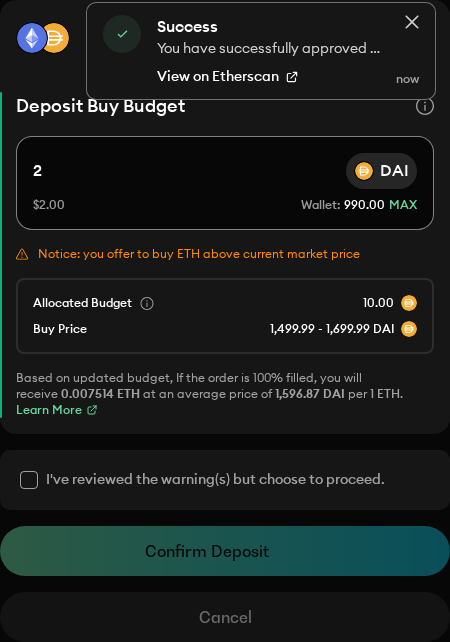 Success
You have successfully approved ...
View on Etherscan
now
Deposit Buy Budget
2
DAI
$2.00
Wallet: 990.00 MAX
Notice: you offer to buy ETH above current market price
Allocated Budget
10.00
Buy Price
1,499.99 - 1,699.99 DAI
Based on updated budget, If the order is 100% filled, you will
receive 0.007514 ETH at an average price of 1,596.87 DAI per 1 ETH.
Learn More
I've reviewed the warning(s) but choose to proceed.
Confirm Deposit
Cancel